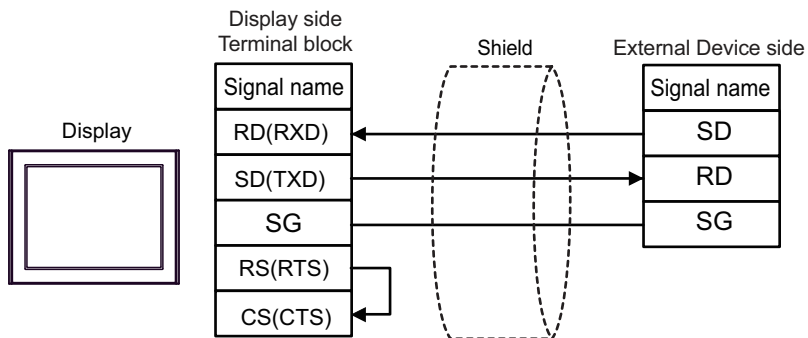 Display side
Terminal block
Shield
External Device side
Signal name
Signal name
Display
RD(RXD)
SD
SD(TXD)
RD
SG
SG
RS(RTS)
CS(CTS)